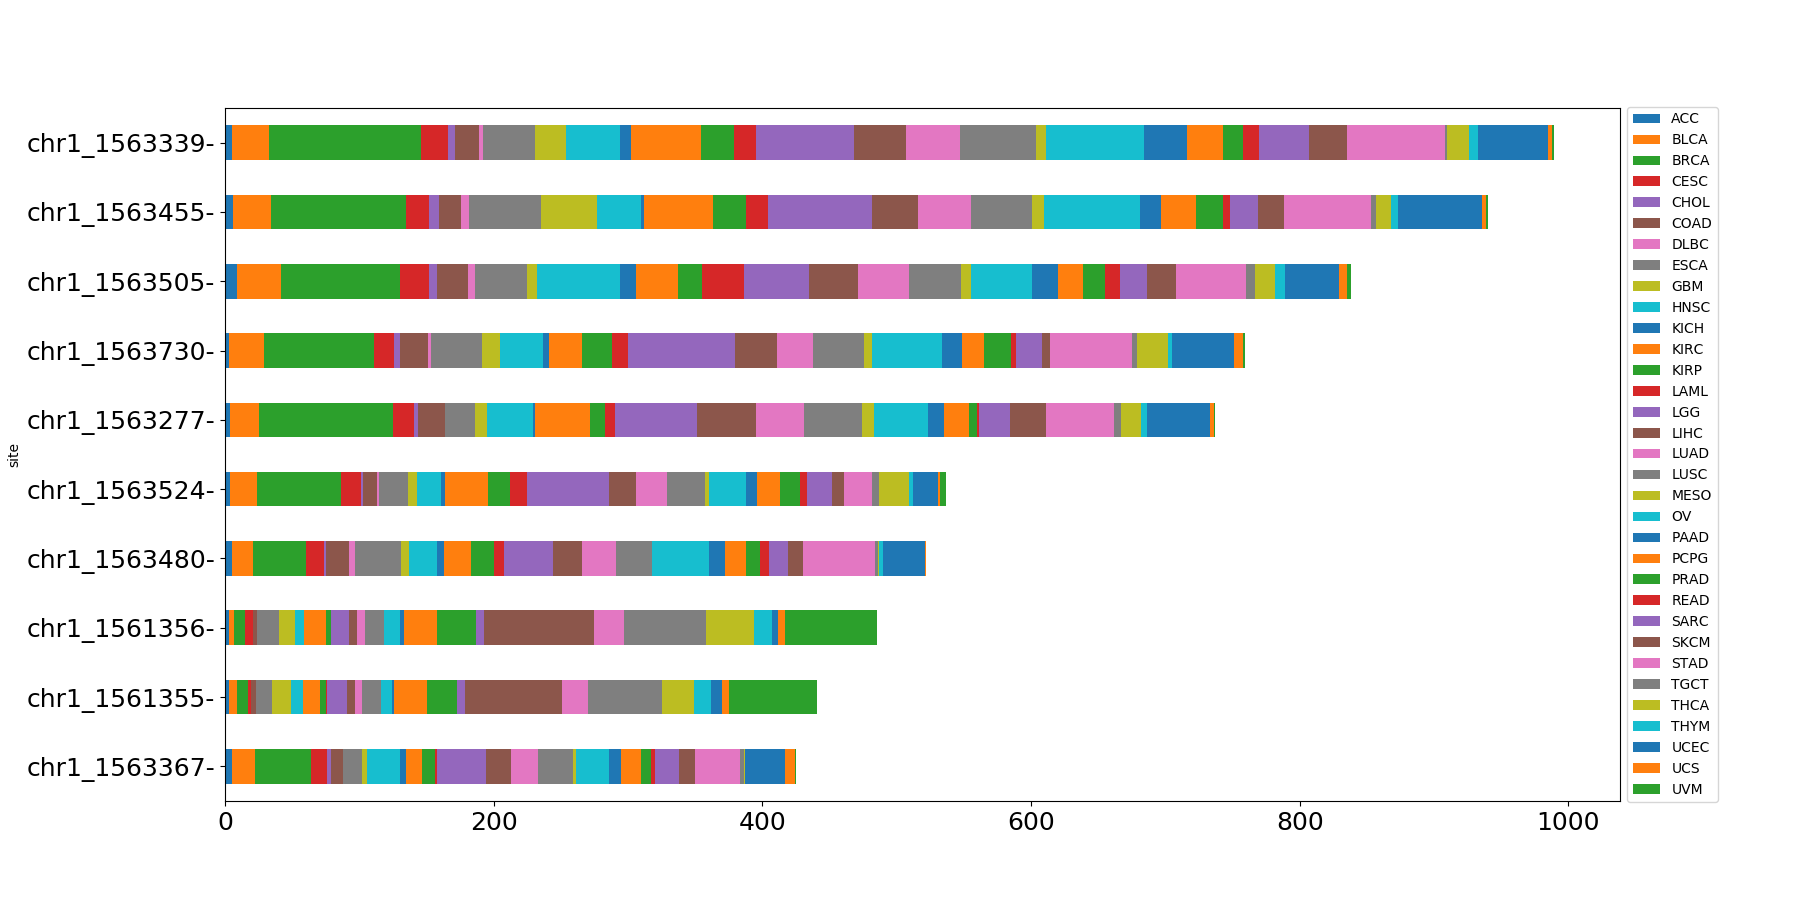 chr1_1563339-
chr1_1563455-
chr1_1563505-
chr1_1563730-
chr1_1563277-
chr1_1563524-
chr1_1563480-
chr1_1561356-
chr1_1561355-
chr1_1563367-
site
0 200 400 600 800 1000
ACC
BLCA
BRCA
CESC
CHOL
COAD
DLBC
ESCA
GBM
HNSC
KICH
KIRC
KIRP
LAML
LGG
LIHC
LUAD
LUSC
MESO
OV
PAAD
PCPG
PRAD
READ
SARC
SKCM
STAD
TGCT
THCA
THYM
UCEC
UCS
UVM